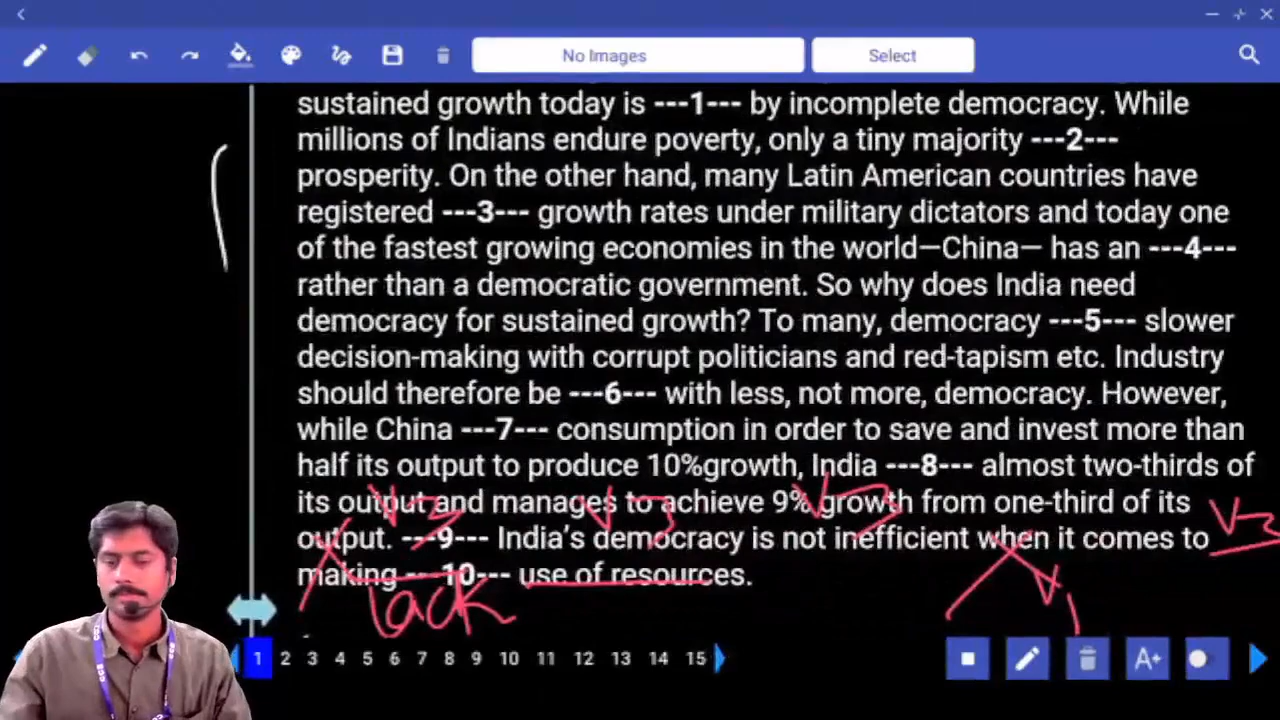 No Images
Select
sustained growth today is ---1--- by incomplete democracy. While
millions of Indians endure poverty, only a tiny majority ---2---
prosperity. On the other hand, many Latin American countries have
registered ---3--- growth rates under military dictators and today one
of the fastest growing economies in the world—China— has an ---4---
rather than a democratic government. So why does India need
democracy for sustained growth? To many, democracy ---5--- slower
decision-making with corrupt politicians and red-tapism etc. Industry
should therefore be ---6--- with less, not more, democracy. However,
while China ---7--- consumption in order to save and invest more than
half its output to produce 10%growth, India ---8--- almost two-thirds of
its output and manages to achieve 9% growth from one-third of its
V3 V3 V3 V3
output. ---9--- India's democracy is not inefficient when it comes to
making ---10--- use of resources.
lack V1
1 2 3 4 5 6 7 8 9 10 11 12 13 14 15
A+